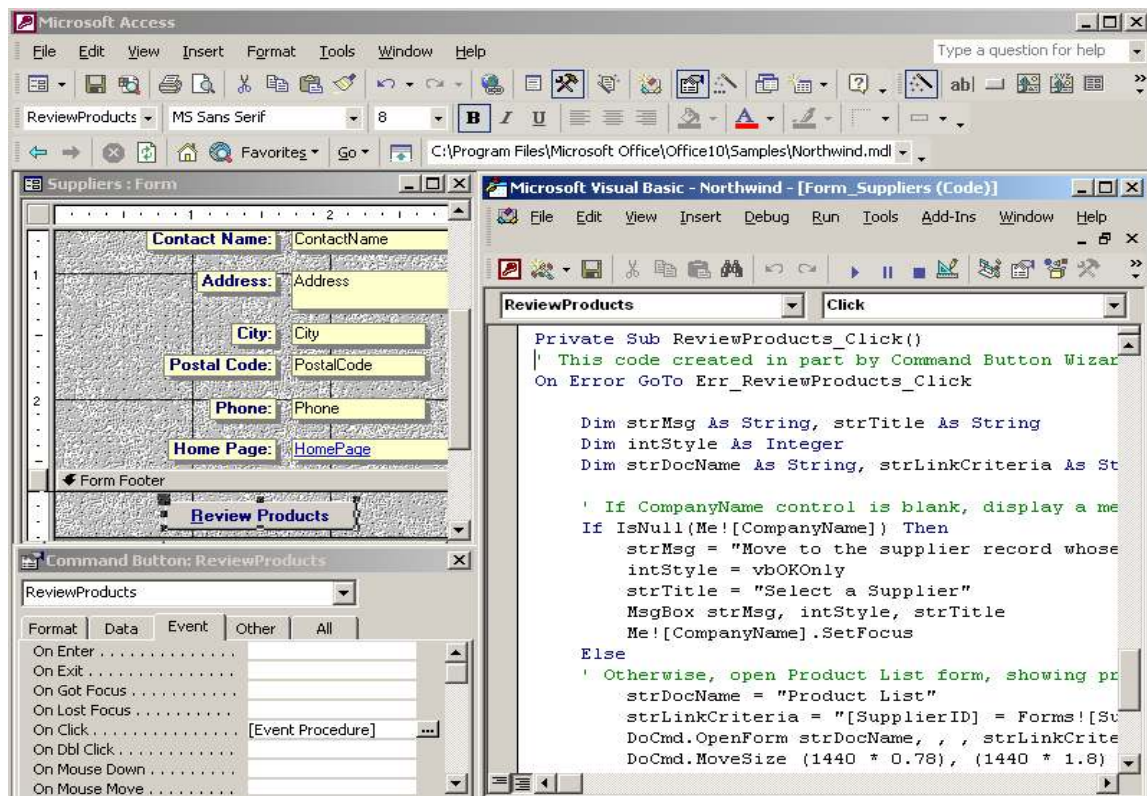 Microsoft Access
File Edit View Insert Format Tools Window Help
Type a question for help
ReviewProducts MS Sans Serif 8 B I U A
Favorites Go C:\Program Files\Microsoft Office\Office10\Samples\Northwind.mdl
Suppliers : Form
1 2
Contact Name: ContactName
1
Address: Address
City: City
Postal Code: PostalCode
2
Phone: Phone
Home Page: HomePage
Form Footer
Review Products
Command Button: ReviewProducts
ReviewProducts
Format Data Event Other All
On Enter . . . . . . . . . . . . . .
On Exit . . . . . . . . . . . . . . .
On Got Focus . . . . . . . . . .
On Lost Focus . . . . . . . . . .
On Click . . . . . . . . . . . . . . [Event Procedure] ...
On Dbl Click . . . . . . . . . . . .
On Mouse Down . . . . . . . . .
On Mouse Move . . . . . . . . .
Microsoft Visual Basic - Northwind - [Form_Suppliers (Code)]
File Edit View Insert Debug Run Tools Add-Ins Window Help
ReviewProducts Click
Private Sub ReviewProducts_Click()
' This code created in part by Command Button Wizar
On Error GoTo Err_ReviewProducts_Click
Dim strMsg As String, strTitle As String
Dim intStyle As Integer
Dim strDocName As String, strLinkCriteria As St
' If CompanyName control is blank, display a me
If IsNull(Me![CompanyName]) Then
strMsg = "Move to the supplier record whose
intStyle = vbOKOnly
strTitle = "Select a Supplier"
MsgBox strMsg, intStyle, strTitle
Me![CompanyName].SetFocus
Else
' Otherwise, open Product List form, showing pr
strDocName = "Product List"
strLinkCriteria = "[SupplierID] = Forms![Su
DoCmd.OpenForm strDocName, , , strLinkCrite
DoCmd.MoveSize (1440 * 0.78), (1440 * 1.8)